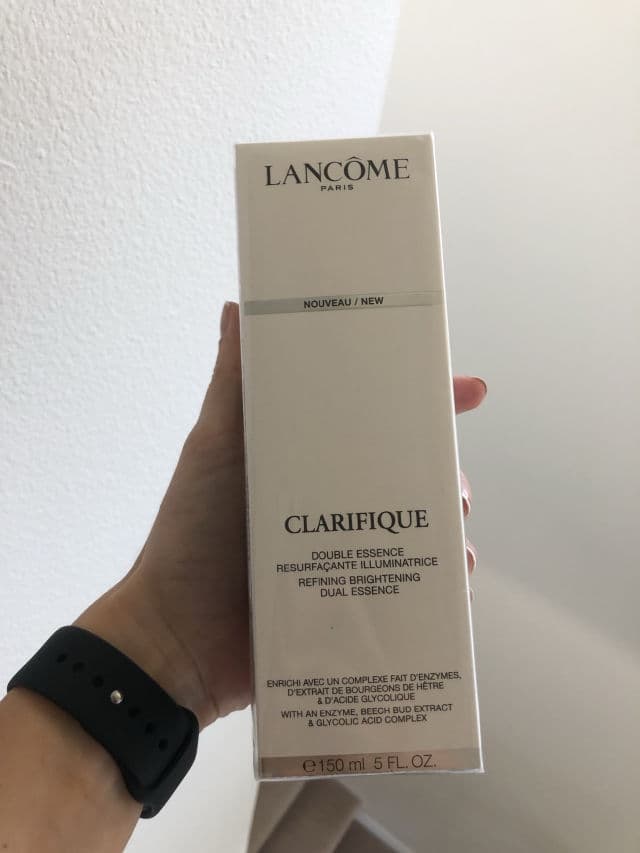 LANCÔME
PARIS
NOUVEAU / NEW
CLARIFIQUE
DOUBLE ESSENCE
RESURFAÇANTE ILLUMINATRICE
REFINING BRIGHTENING
DUAL ESSENCE
ENRICHI AVEC UN COMPLEXE FAIT D'ENZYMES,
D'EXTRAIT DE BOURGEONS DE HÊTRE
& D'ACIDE GLYCOLIQUE
WITH AN ENZYME, BEECH BUD EXTRACT
& GLYCOLIC ACID COMPLEX
℮150 ml 5 FL. OZ.